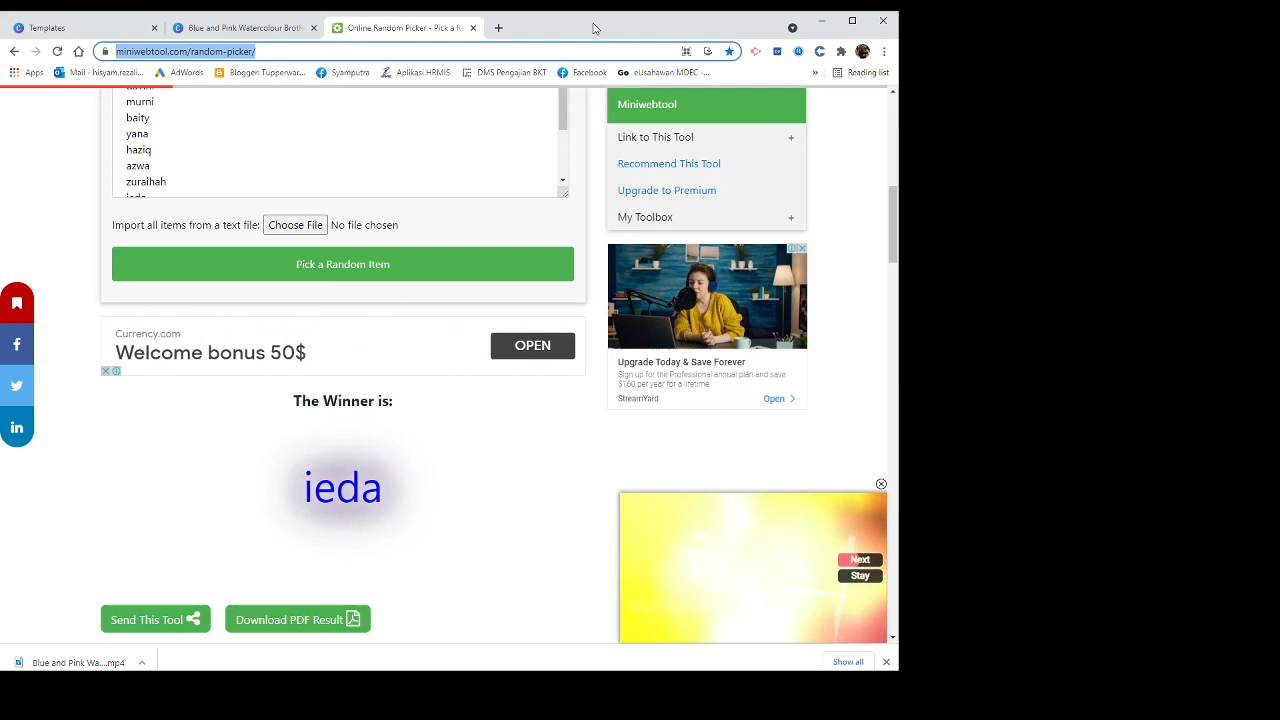 Templates
Blue and Pink Watercolour Broth
Online Random Picker - Pick a Ra
miniwebtool.com/random-picker/
Apps
Mail - hisyam.razali...
AdWords
Blogger: Tupperwar...
Syamputra
Aplikasi HRMIS
DMS Pengajian BKT
Facebook
Go eUsahawan MDEC -...
»
Reading list
murni
baity
yana
haziq
azwa
zuraihah
ieda
Import all items from a text file: Choose File No file chosen
Pick a Random Item
Miniwebtool
Link to This Tool +
Recommend This Tool
Upgrade to Premium
My Toolbox +
Currency.com
Welcome bonus 50$
OPEN
Upgrade Today & Save Forever
Sign up for the Professional annual plan and save
$160 per year for a lifetime
StreamYard
Open
The Winner is:
ieda
Next
Stay
Send This Tool
Download PDF Result
Blue and Pink Wa....mp4
Show all